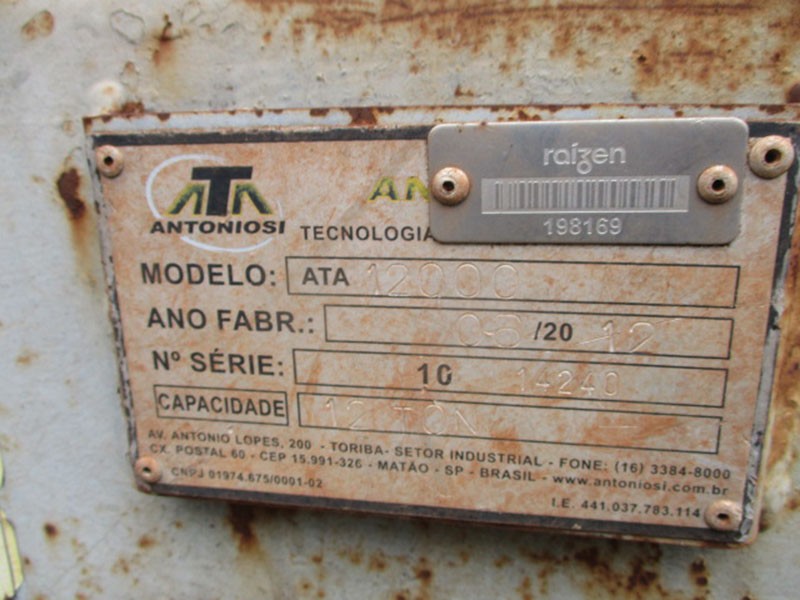 raízen
198169
ATA
ANTONIOSI
AN
TECNOLOGIA
MODELO: ATA 12000
ANO FABR.: 06/20 12
Nº SÉRIE: 10 14240
CAPACIDADE 12 TON
AV. ANTONIO LOPES, 200 - TORIBA- SETOR INDUSTRIAL - FONE: (16) 3384-8000
CX. POSTAL 60 - CEP 15.991-326 - MATÃO - SP - BRASIL - www.antoniosi.com.br
CNPJ 01974.675/0001-02
I.E. 441.037.783.114